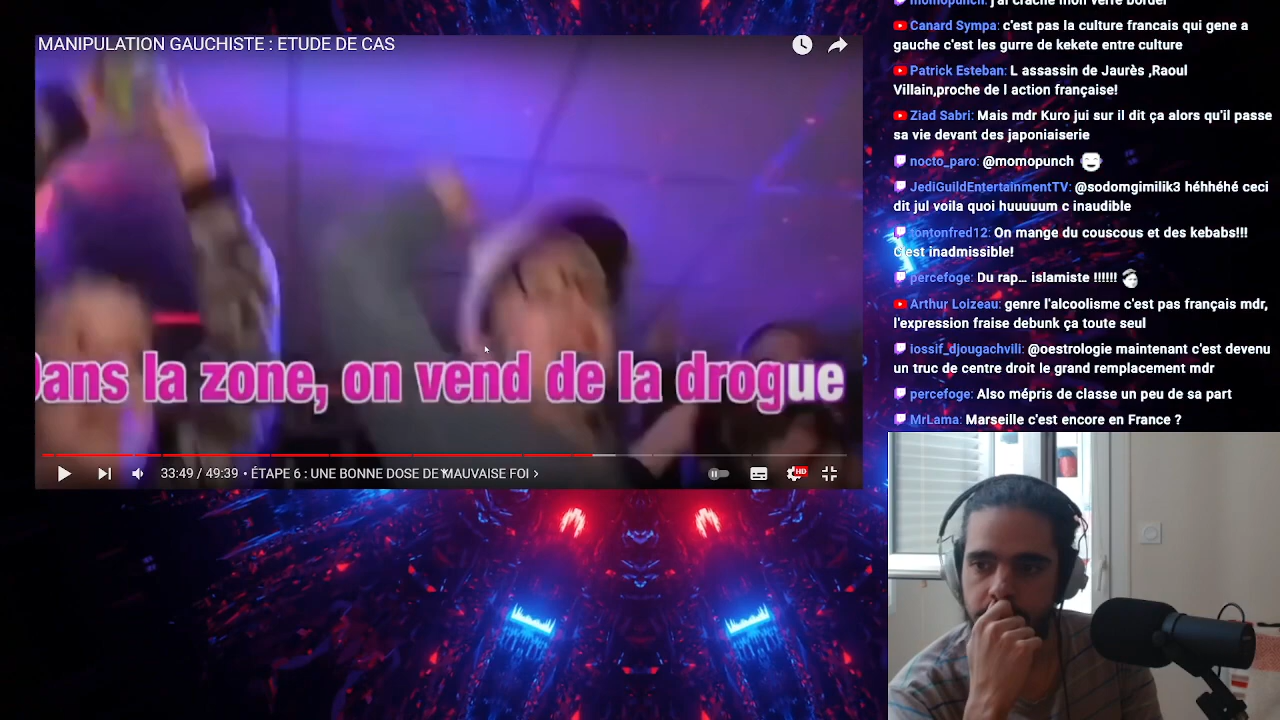 MANIPULATION GAUCHISTE : ETUDE DE CAS
Dans la zone, on vend de la drogue
33:49 / 49:39 • ÉTAPE 6 : UNE BONNE DOSE DE MAUVAISE FOI ›
HD
momopunch: j'ai craché mon verre bordel
Canard Sympa: c'est pas la culture francais qui gene a
gauche c'est les gurre de kekete entre culture
Patrick Esteban: L assassin de Jaurès ,Raoul
Villain,proche de l action française!
Ziad Sabri: Mais mdr Kuro jui sur il dit ça alors qu'il passe
sa vie devant des japoniaiserie
nocto_paro: @momopunch
JediGuildEntertainmentTV: @sodomgimilik3 héhhéhé ceci
dit jul voila quoi huuuuum c inaudible
tontonfred12: On mange du couscous et des kebabs!!!
C'est inadmissible!
percefoge: Du rap... islamiste !!!!!!
Arthur Loizeau: genre l'alcoolisme c'est pas français mdr,
l'expression fraise debunk ça toute seul
iossif_djougachvili: @oestrologie maintenant c'est devenu
un truc de centre droit le grand remplacement mdr
percefoge: Also mépris de classe un peu de sa part
MrLama: Marseille c'est encore en France ?